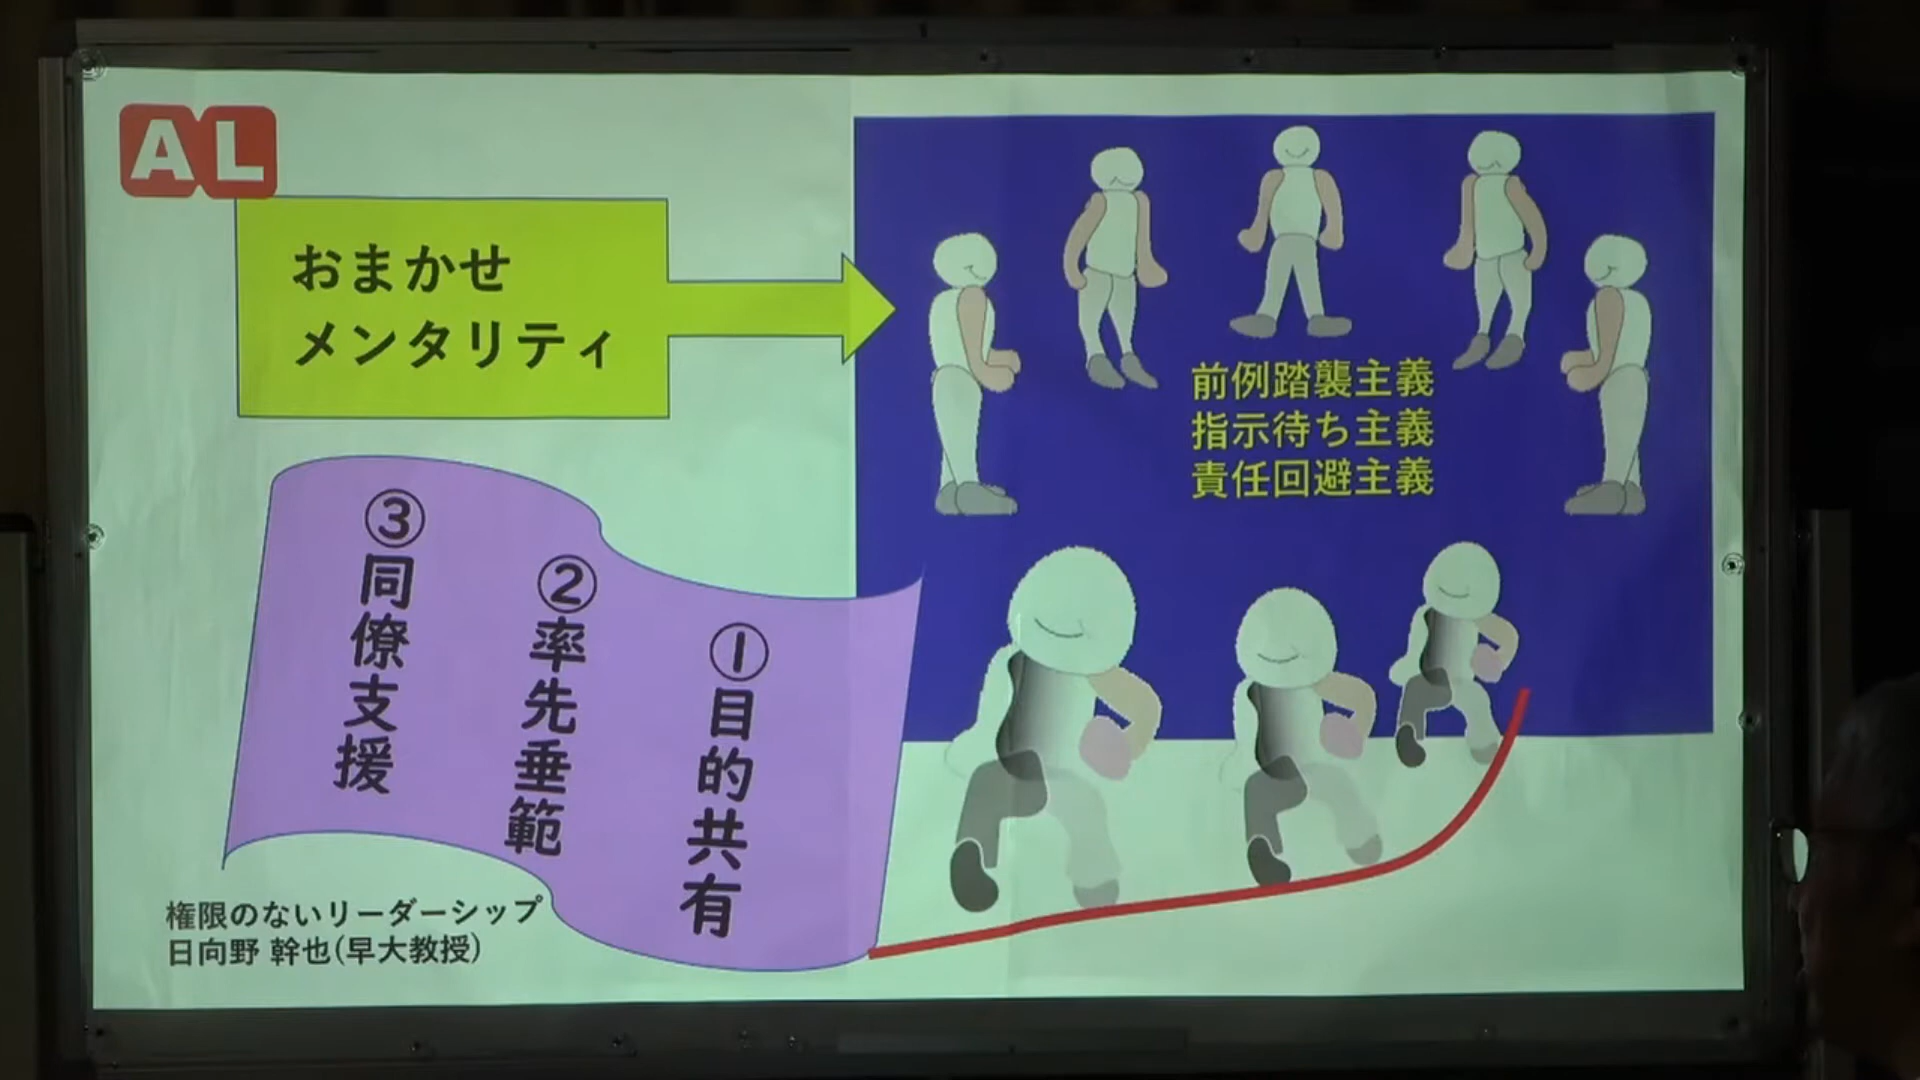 AL
おまかせ
メンタリティ
前例踏襲主義
指示待ち主義
責任回避主義
①目的共有
②率先垂範
③同僚支援
権限のないリーダーシップ
日向野 幹也(早大教授)